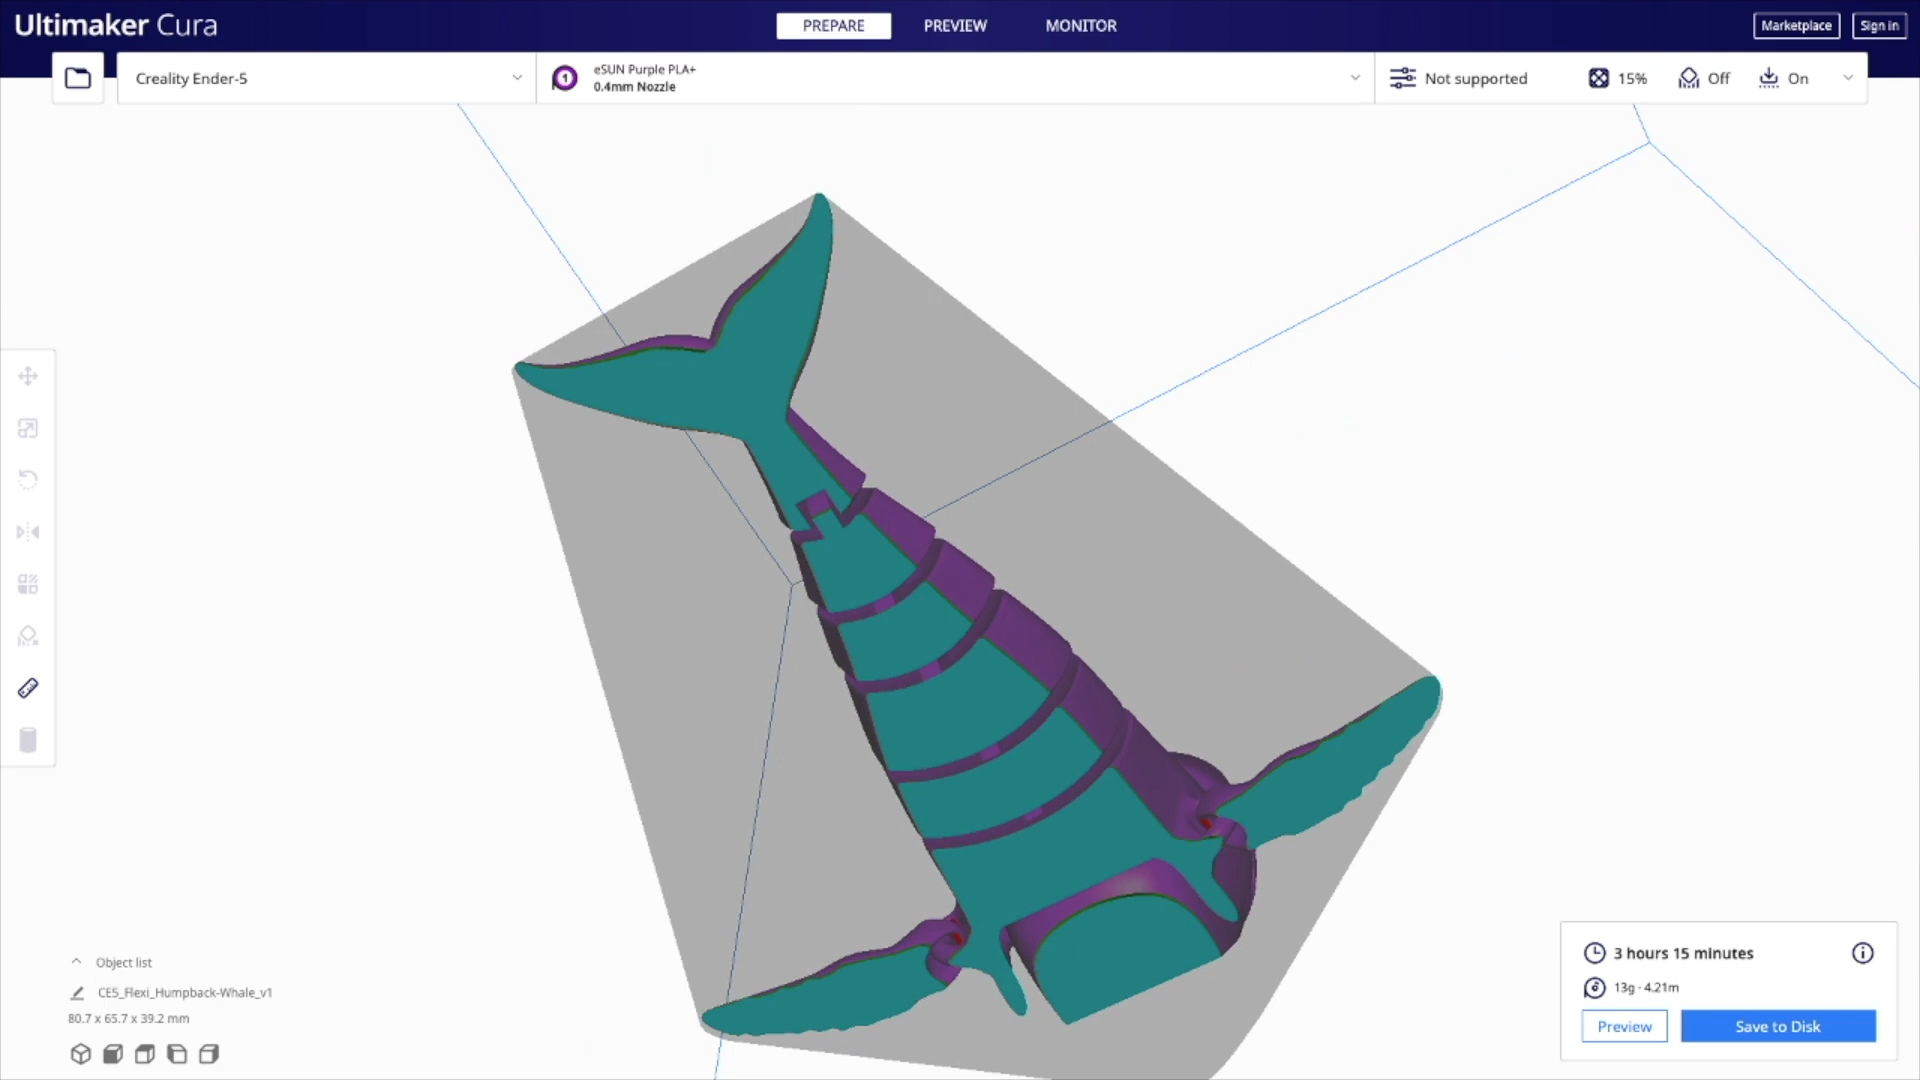 Ultimaker Cura
PREPARE
PREVIEW
MONITOR
Marketplace
Sign in
Creality Ender-5
1
eSUN Purple PLA+
0.4mm Nozzle
Not supported
15%
Off
On
Object list
CE5_Flexi_Humpback-Whale_v1
80.7 x 65.7 x 39.2 mm
3 hours 15 minutes
13g · 4.21m
Preview
Save to Disk